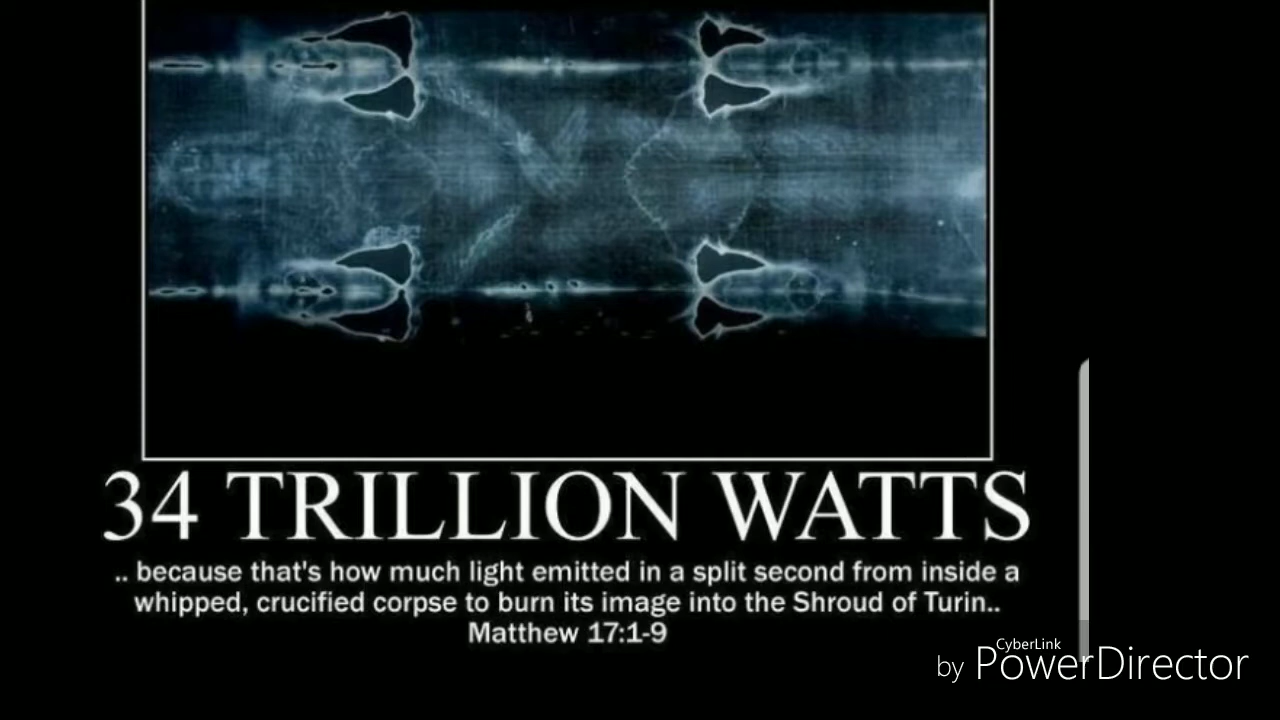 34 TRILLION WATTS
.. because that's how much light emitted in a split second from inside a
whipped, crucified corpse to burn its image into the Shroud of Turin..
Matthew 17:1-9
CyberLink
by PowerDirector